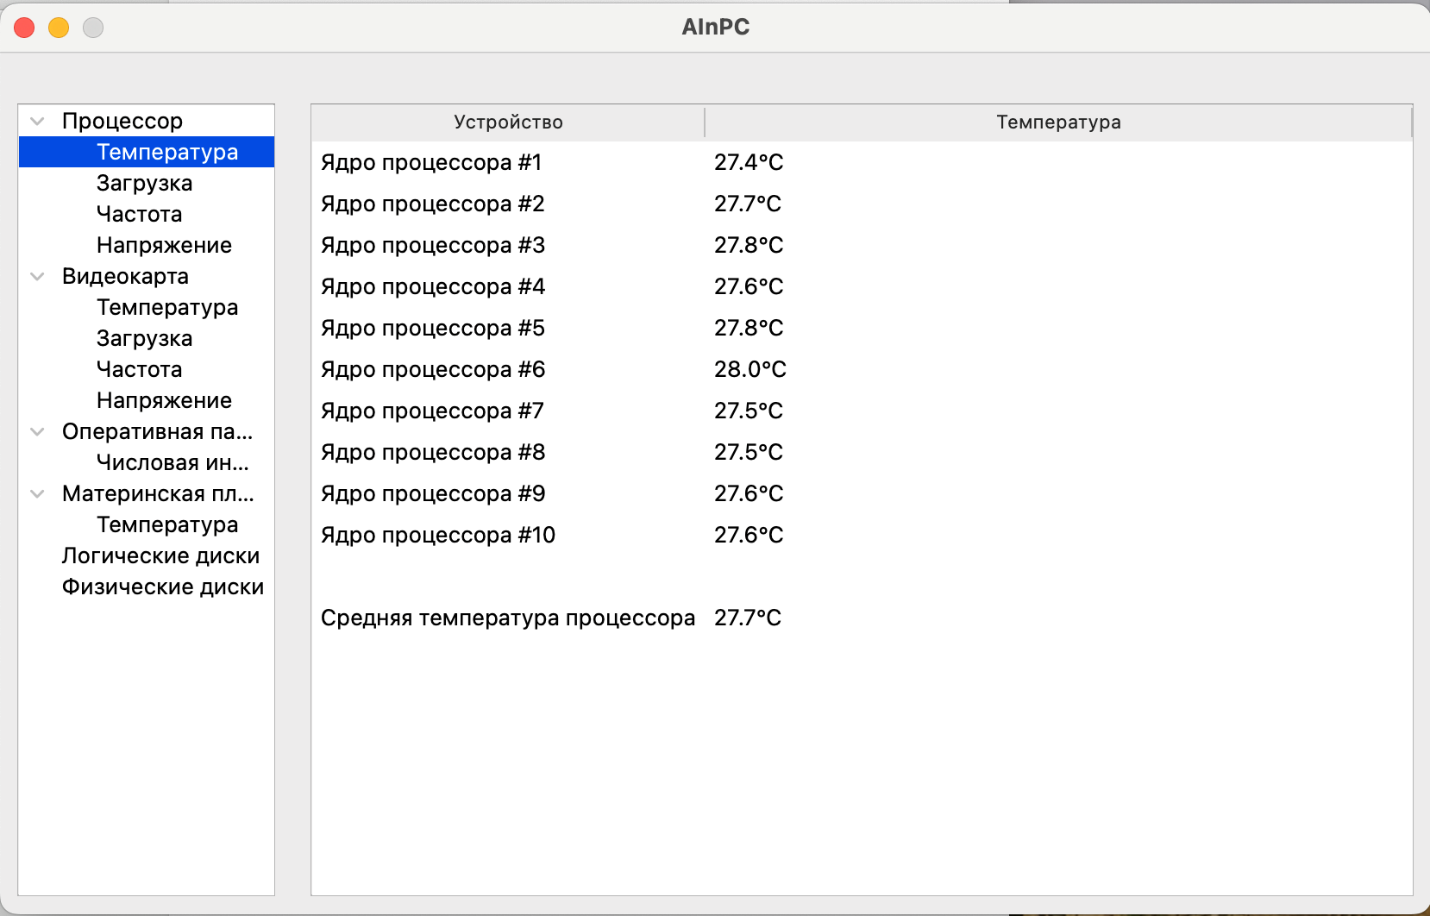 AInPC
Процессор
Температура
Загрузка
Частота
Напряжение
Видеокарта
Температура
Загрузка
Частота
Напряжение
Оперативная па...
Числовая ин...
Материнская пл...
Температура
Логические диски
Физические диски
Устройство Температура
Ядро процессора #1 27.4°C
Ядро процессора #2 27.7°C
Ядро процессора #3 27.8°C
Ядро процессора #4 27.6°C
Ядро процессора #5 27.8°C
Ядро процессора #6 28.0°C
Ядро процессора #7 27.5°C
Ядро процессора #8 27.5°C
Ядро процессора #9 27.6°C
Ядро процессора #10 27.6°C
Средняя температура процессора 27.7°C